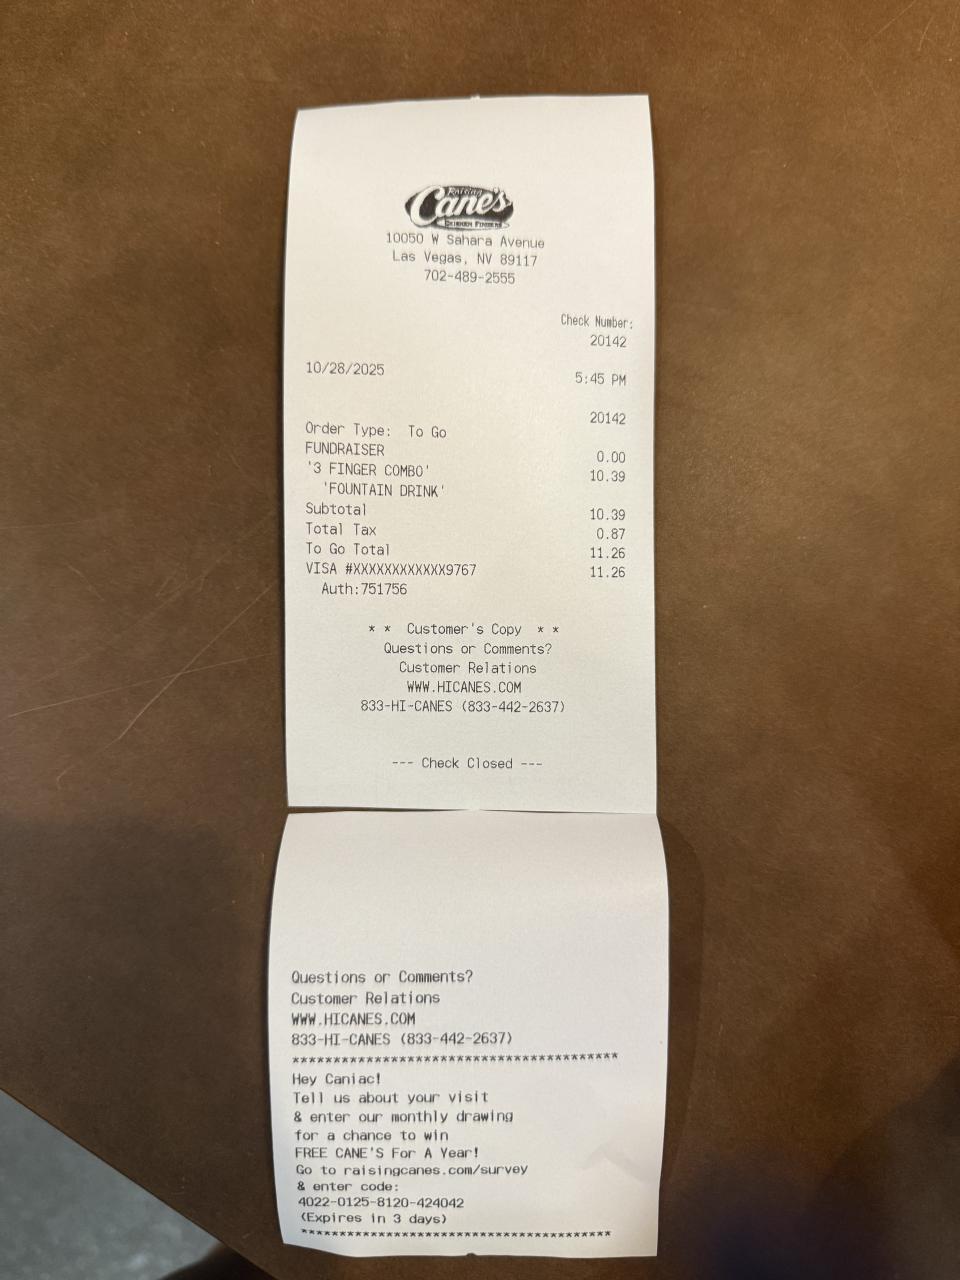 Raising
Cane's
CHICKEN FINGERS
10050 W Sahara Avenue
Las Vegas, NV 89117
702-489-2555
Check Number:
20142
10/28/2025 5:45 PM
20142
Order Type: To Go
FUNDRAISER 0.00
'3 FINGER COMBO' 10.39
'FOUNTAIN DRINK'
Subtotal 10.39
Total Tax 0.87
To Go Total 11.26
VISA #XXXXXXXXXXXX9767 11.26
Auth:751756
* * Customer's Copy * *
Questions or Comments?
Customer Relations
WWW.HICANES.COM
833-HI-CANES (833-442-2637)
--- Check Closed ---
Questions or Comments?
Customer Relations
WWW.HICANES.COM
833-HI-CANES (833-442-2637)
*****************************************
Hey Caniac!
Tell us about your visit
& enter our monthly drawing
for a chance to win
FREE CANE'S For A Year!
Go to raisingcanes.com/survey
& enter code:
4022-0125-8120-424042
(Expires in 3 days)
*****************************************